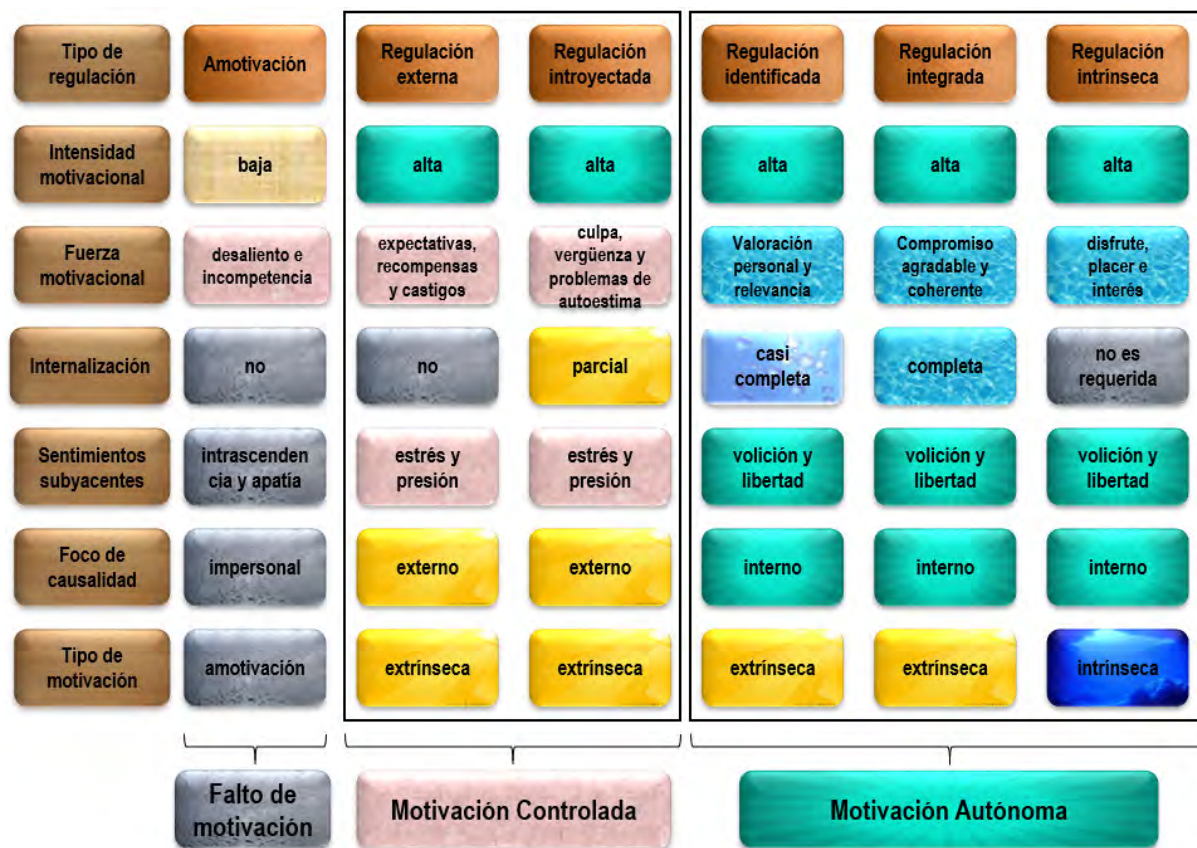 Tipo de
regulación
Amotivación
Regulación
externa
Regulación
introyectada
Regulación
identificada
Regulación
integrada
Regulación
intrínseca
Intensidad
motivacional
baja
alta
alta
alta
alta
alta
Fuerza
motivacional
desaliento e
incompetencia
expectativas,
recompensas
y castigos
culpa,
vergüenza y
problemas de
autoestima
Valoración
personal y
relevancia
Compromiso
agradable y
coherente
disfrute,
placer e
interés
Internalización
no
no
parcial
casi
completa
completa
no es
requerida
Sentimientos
subyacentes
intrascenden
cia y apatía
estrés y
presión
estrés y
presión
volición y
libertad
volición y
libertad
volición y
libertad
Foco de
causalidad
impersonal
externo
externo
interno
interno
interno
Tipo de
motivación
amotivación
extrínseca
extrínseca
extrínseca
extrínseca
intrínseca
Falto de
motivación
Motivación Controlada
Motivación Autónoma